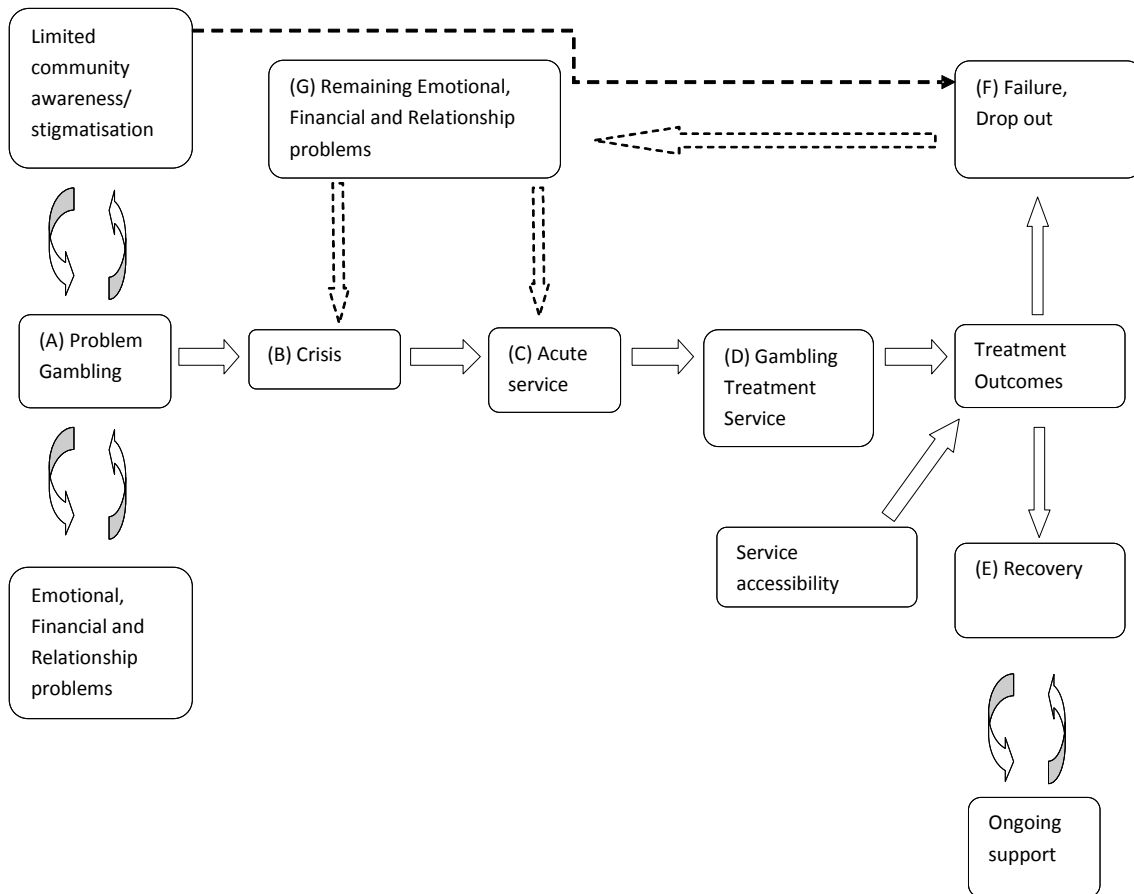 Limited
community
awareness/
stigmatisation
(G) Remaining Emotional,
Financial and Relationship
problems
(F) Failure,
Drop out
(A) Problem
Gambling
(B) Crisis
(C) Acute
service
(D) Gambling
Treatment
Service
Treatment
Outcomes
Service
accessibility
(E) Recovery
Emotional,
Financial and
Relationship
problems
Ongoing
support